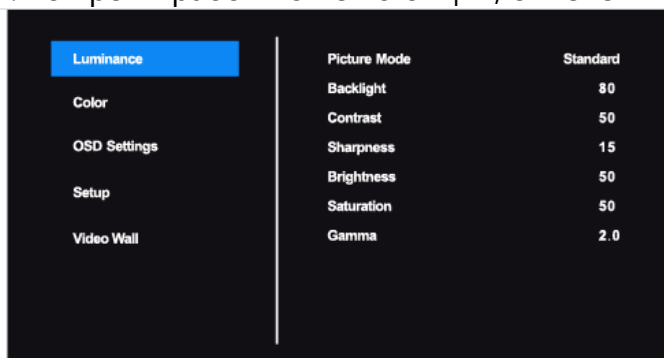 Luminance
Color
OSD Settings
Setup
Video Wall
Picture Mode Standard
Backlight 80
Contrast 50
Sharpness 15
Brightness 50
Saturation 50
Gamma 2.0